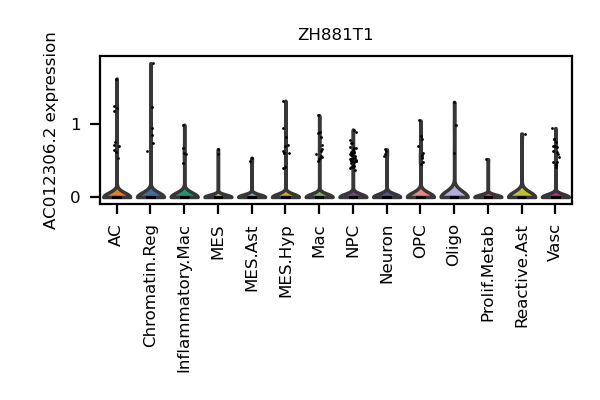 ZH881T1
AC012306.2 expression
1
0
AC
Chromatin.Reg
Inflammatory.Mac
MES
MES.Ast
MES.Hyp
Mac
NPC
Neuron
OPC
Oligo
Prolif.Metab
Reactive.Ast
Vasc